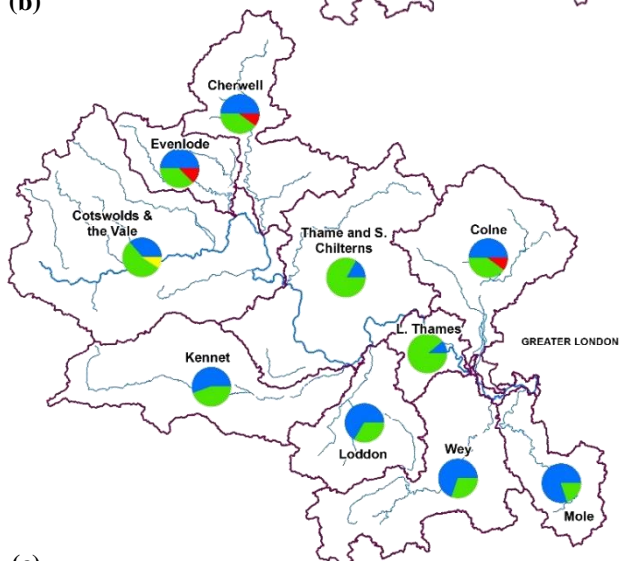 (b)
Cherwell
Evenlode
Cotswolds &
the Vale
Thame and S.
Chilterns
Colne
L. Thames
GREATER LONDON
Kennet
Loddon
Wey
Mole
(c)